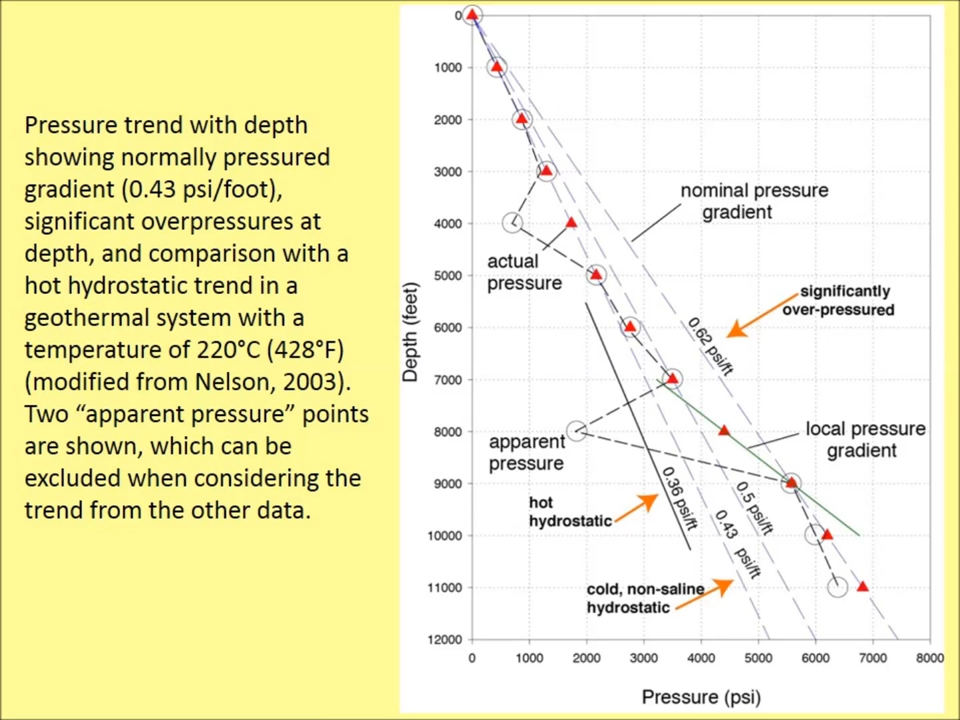 Pressure trend with depth
showing normally pressured
gradient (0.43 psi/foot),
significant overpressures at
depth, and comparison with a
hot hydrostatic trend in a
geothermal system with a
temperature of 220°C (428°F)
(modified from Nelson, 2003).
Two “apparent pressure” points
are shown, which can be
excluded when considering the
trend from the other data.
Depth (feet)
0
1000
2000
3000
4000
5000
6000
7000
8000
9000
10000
11000
12000
nominal pressure
gradient
actual
pressure
significantly
over-pressured
0.62 psi/ft
local pressure
gradient
apparent
pressure
0.36 psi/ft
0.5 psi/ft
hot
hydrostatic
0.43 psi/ft
cold, non-saline
hydrostatic
0 1000 2000 3000 4000 5000 6000 7000 8000
Pressure (psi)